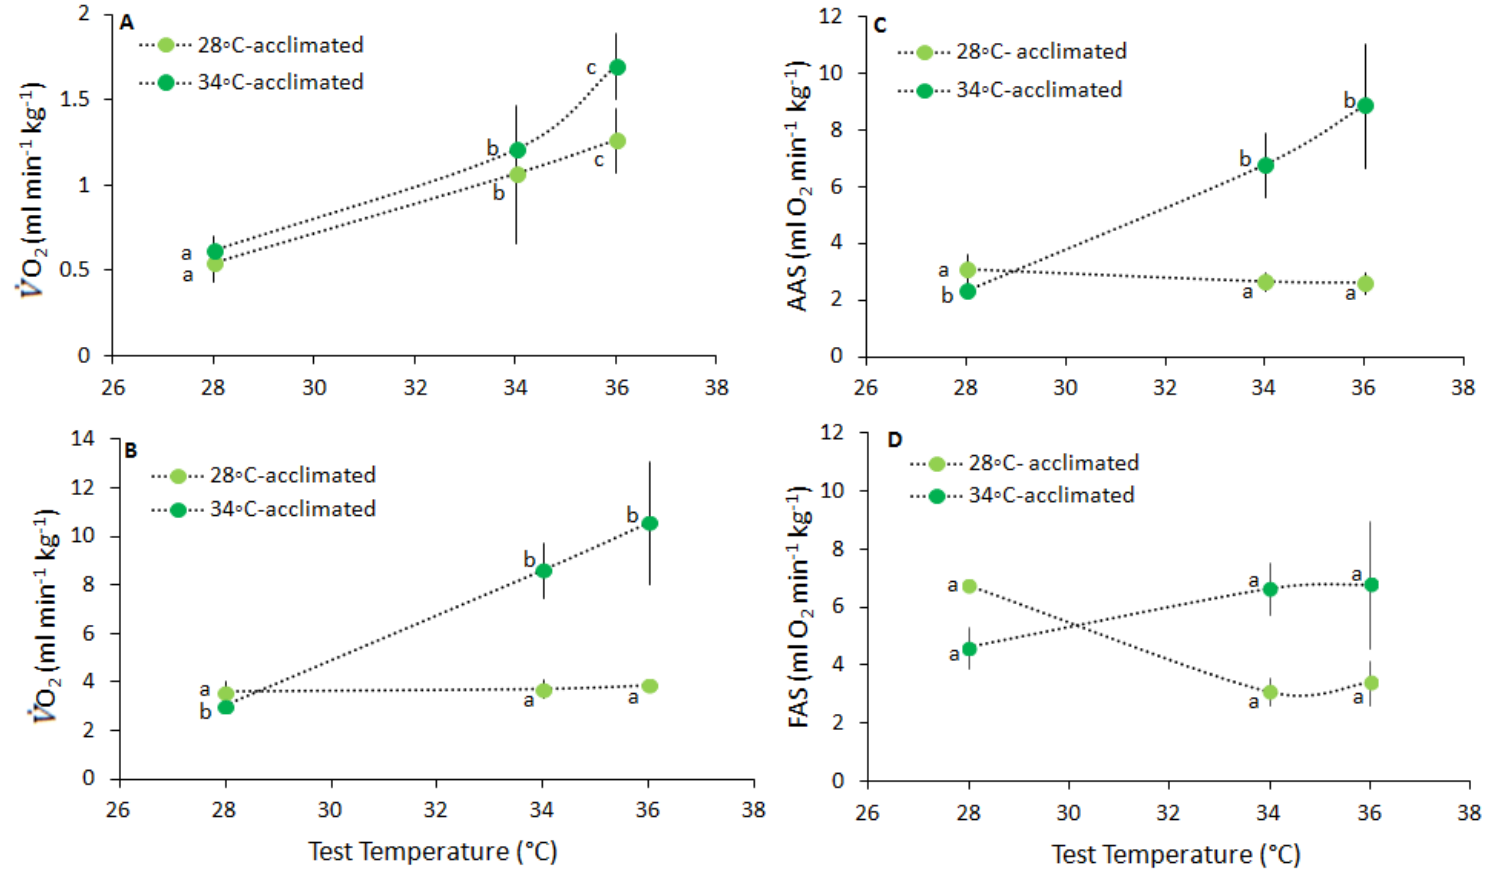 A
28∘C-acclimated
34∘C-acclimated
V̇O₂ (ml min⁻¹ kg⁻¹)
2
1.5
1
0.5
0
a
a
b
b
c
c
26 28 30 32 34 36 38
C
28∘C- acclimated
34∘C-acclimated
AAS (ml O₂ min⁻¹ kg⁻¹)
12
10
8
6
4
2
0
a
b
b
a
b
a
26 28 30 32 34 36 38
B
28∘C-acclimated
34∘C-acclimated
V̇O₂ (ml min⁻¹ kg⁻¹)
14
12
10
8
6
4
2
0
a
b
b
a
b
a
26 28 30 32 34 36 38
Test Temperature (°C)
D
28∘C- acclimated
34∘C-acclimated
FAS (ml O₂ min⁻¹ kg⁻¹)
12
10
8
6
4
2
0
a
a
a
a
a
a
26 28 30 32 34 36 38
Test Temperature (°C)